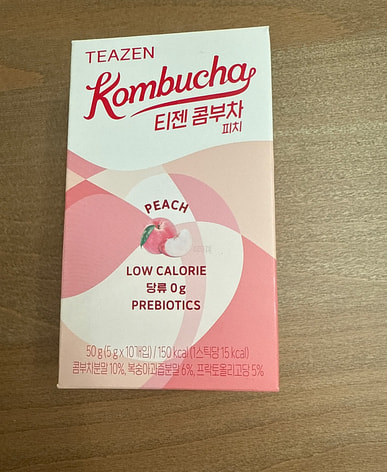 TEAZEN
Kombucha
티젠 콤부차
피치
PEACH
LOW CALORIE
당류 0g
PREBIOTICS
50 g (5 g x 10개입) / 150 kcal (1스틱당 15 kcal)
콤부차분말 10%, 복숭아과즙분말 6%, 프락토올리고당 5%